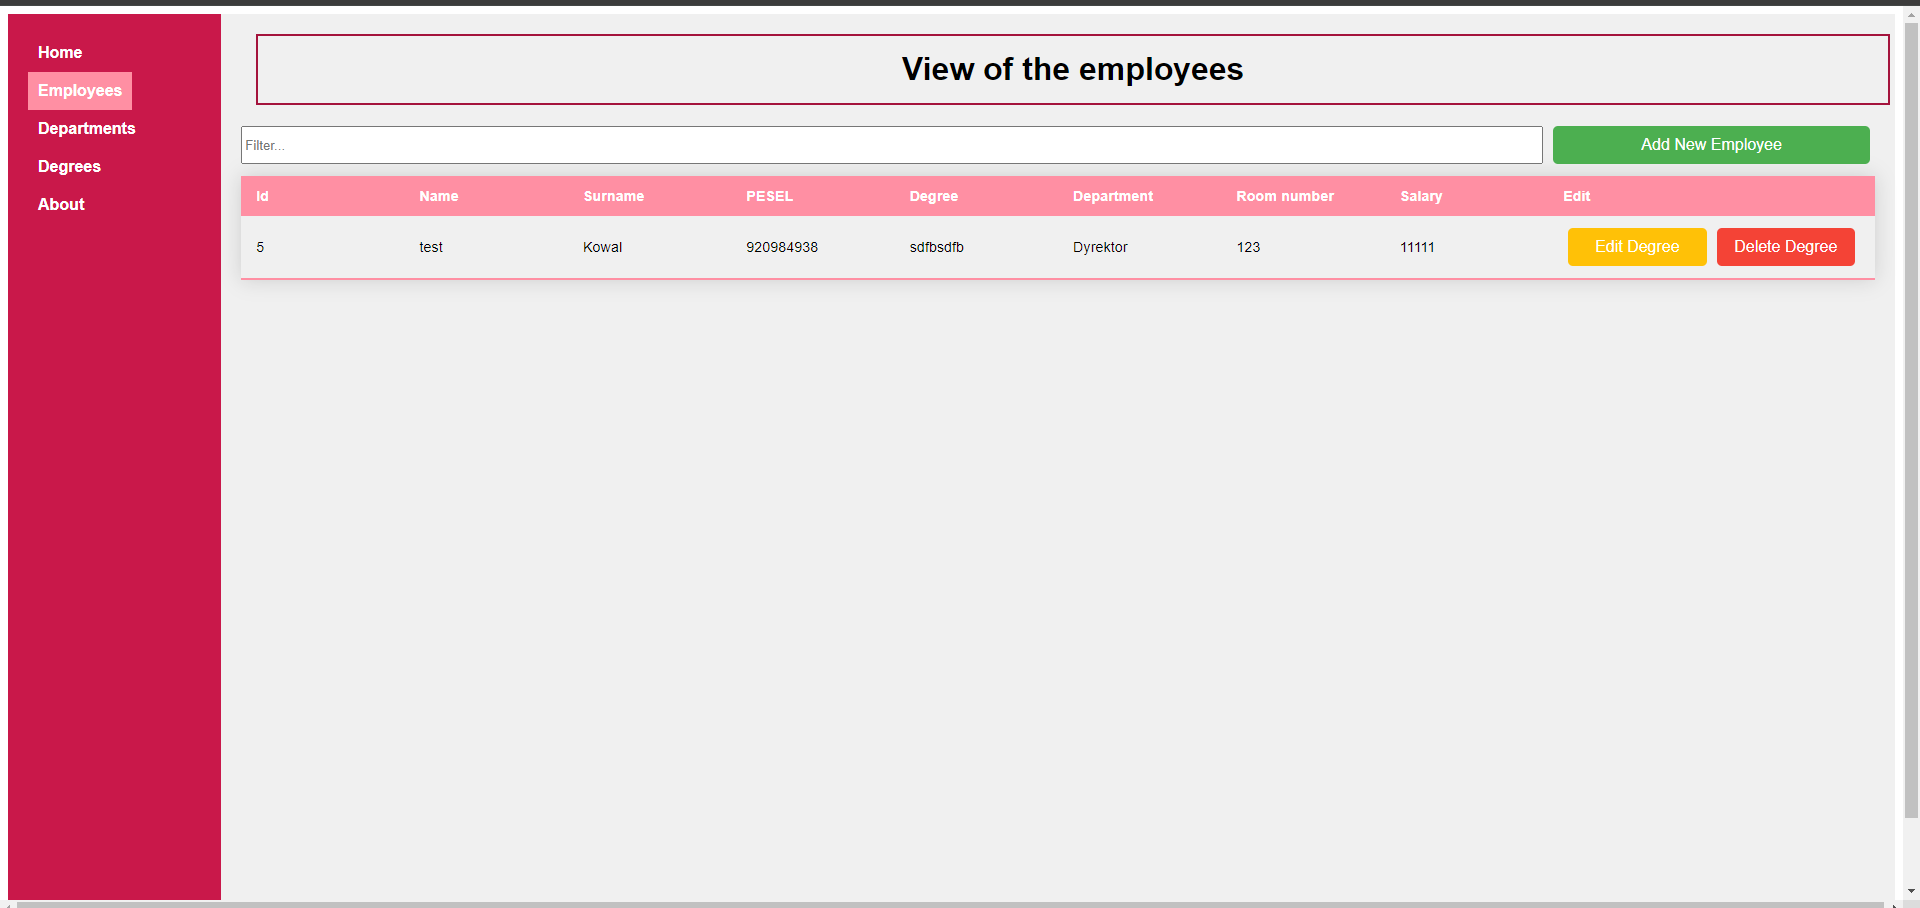 Home
Employees
Departments
Degrees
About
View of the employees
Filter...
Add New Employee
Id Name Surname PESEL Degree Department Room number Salary Edit
5 test Kowal 920984938 sdfbsdfb Dyrektor 123 11111 Edit Degree Delete Degree